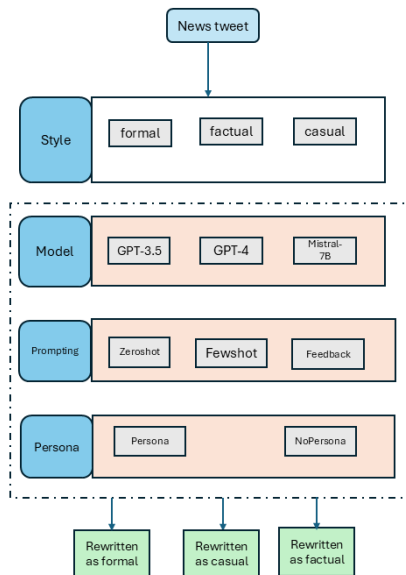 News tweet
Style
formal
factual
casual
Model
GPT-3.5
GPT-4
Mistral-
7B
Prompting
Zeroshot
Fewshot
Feedback
Persona
Persona
NoPersona
Rewritten
as formal
Rewritten
as casual
Rewritten
as factual